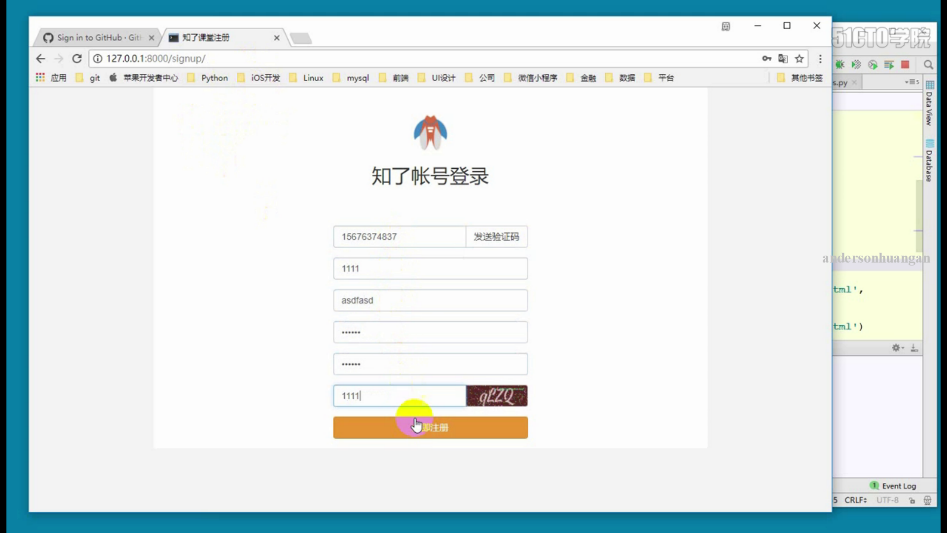 Sign in to GitHub · Git
知了课堂注册
51CTO学院
127.0.0.1:8000/signup/
应用 git 苹果开发者中心 Python iOS开发 Linux mysql 前端 UI设计 公司 微信小程序 金融 数据 平台 其他书签
s.py
Data View
Database
知了帐号登录
15676374837 发送验证码
1111
asdfasd
••••••
••••••
1111 qLZQ
注册
andersonhuangan
tml',
tml')
1 Event Log
5 CRLF UTF-8